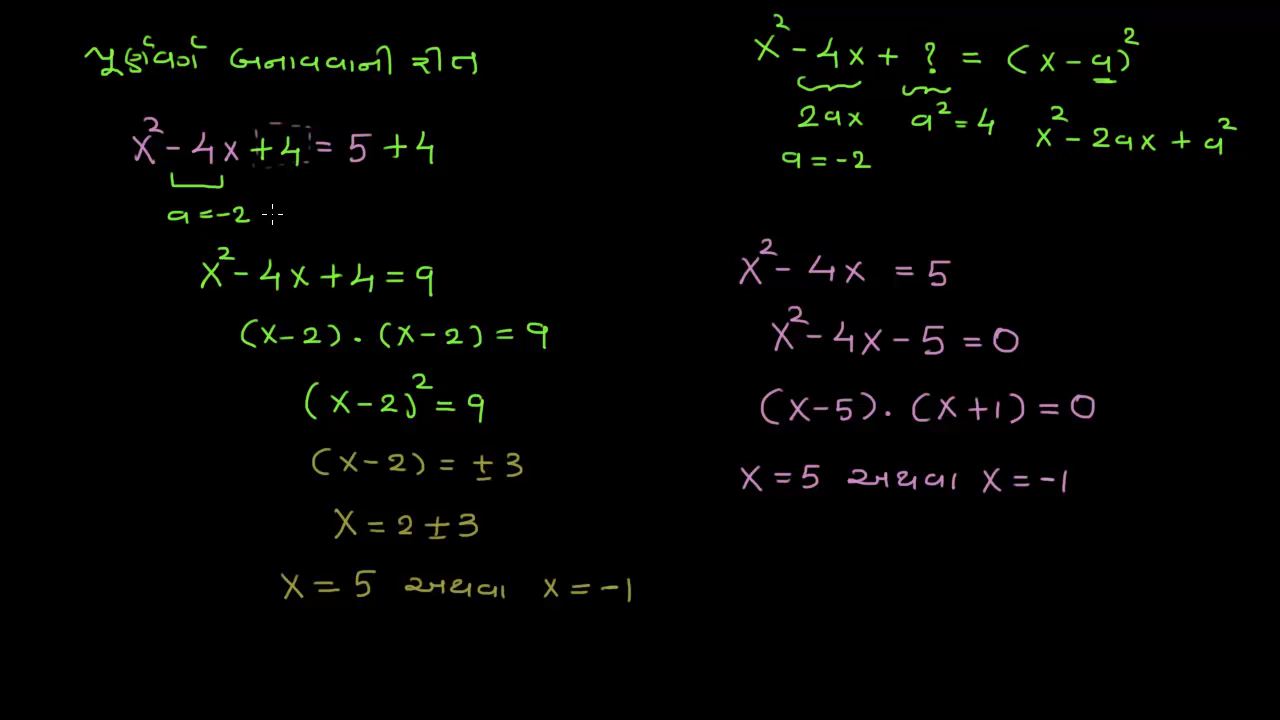 પૂર્ણવર્ગ બનાવવાની રીત
x² - 4x + 4 = 5 + 4
a = -2
x² - 4x + 4 = 9
(x-2) . (x-2) = 9
(x-2)² = 9
(x-2) = ± 3
x = 2 ± 3
x = 5 અથવા x = -1
x² - 4x + ? = (x - a)²
2ax a² = 4 x² - 2ax + a²
a = -2
x² - 4x = 5
x² - 4x - 5 = 0
(x-5) . (x+1) = 0
x = 5 અથવા x = -1